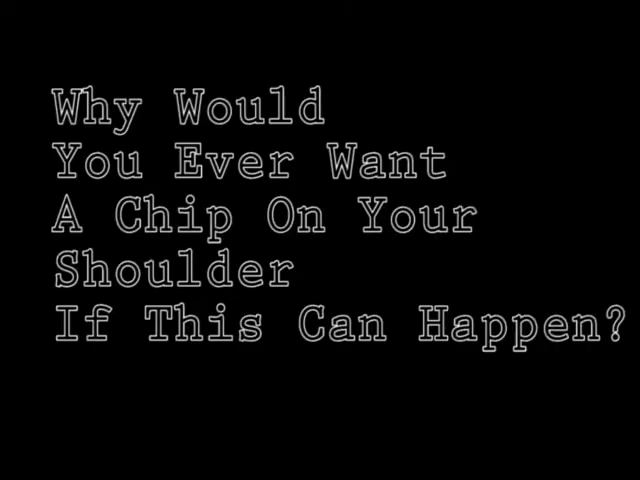 Why Would
You Ever Want
A Chip On Your
Shoulder
If This Can Happen?